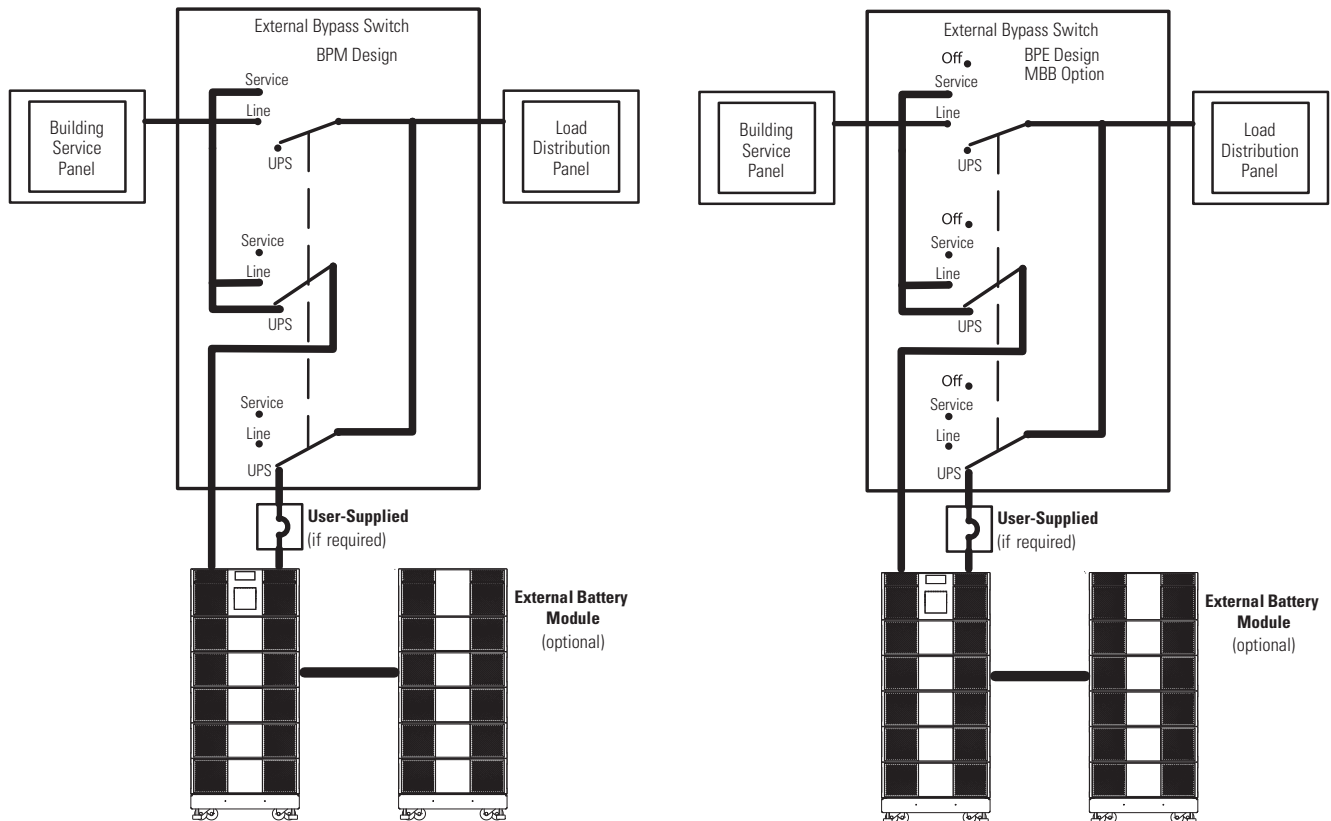 External Bypass Switch
BPM Design
Service
Line
UPS
Building
Service
Panel
Load
Distribution
Panel
Service
Line
UPS
Service
Line
UPS
User-Supplied
(if required)
External Battery
Module
(optional)
External Bypass Switch
Off
BPE Design
MBB Option
Service
Line
UPS
Building
Service
Panel
Load
Distribution
Panel
Off
Service
Line
UPS
Off
Service
Line
UPS
User-Supplied
(if required)
External Battery
Module
(optional)